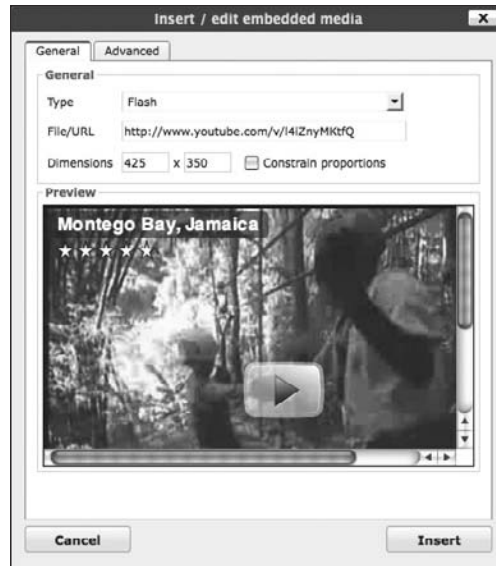 Insert / edit embedded media X
General Advanced
General
Type Flash
File/URL http://www.youtube.com/v/l4iZnyMKtfQ
Dimensions 425 x 350 Constrain proportions
Preview
Montego Bay, Jamaica
Cancel Insert